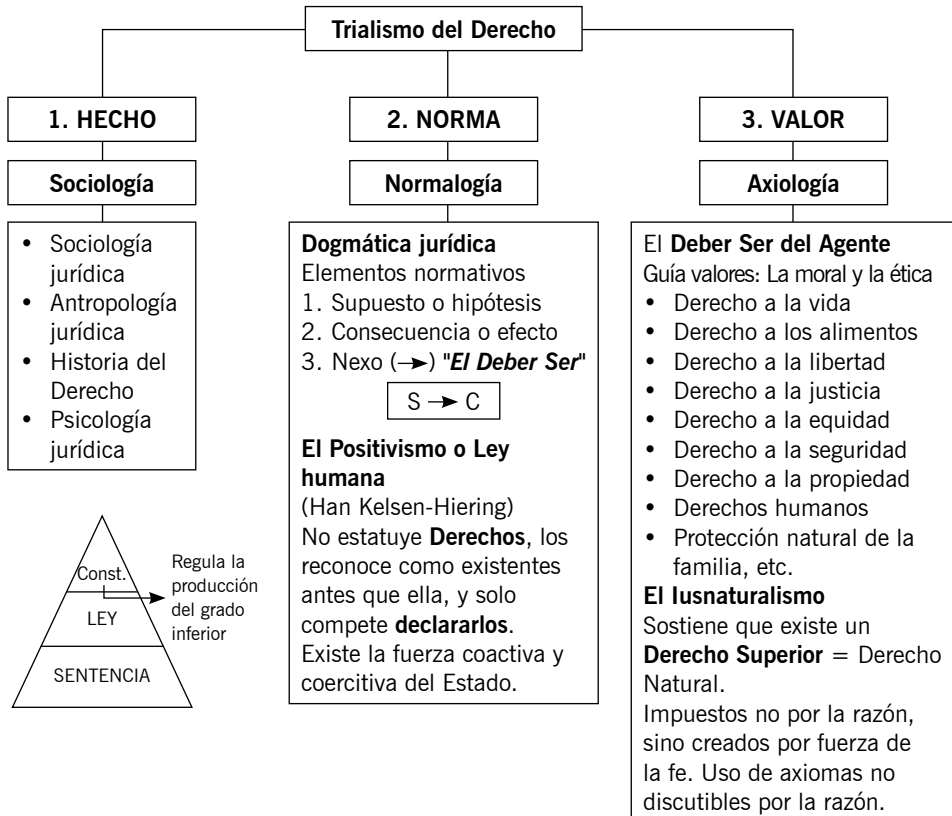 Trialismo del Derecho
1. HECHO
Sociología
• Sociología
jurídica
• Antropología
jurídica
• Historia del
Derecho
• Psicología
jurídica
Const.
LEY
SENTENCIA
Regula la
producción
del grado
inferior
2. NORMA
Normalogía
Dogmática jurídica
Elementos normativos
1. Supuesto o hipótesis
2. Consecuencia o efecto
3. Nexo (→) "El Deber Ser"
S → C
El Positivismo o Ley
humana
(Han Kelsen-Hiering)
No estatuye Derechos, los
reconoce como existentes
antes que ella, y solo
compete declararlos.
Existe la fuerza coactiva y
coercitiva del Estado.
3. VALOR
Axiología
El Deber Ser del Agente
Guía valores: La moral y la ética
• Derecho a la vida
• Derecho a los alimentos
• Derecho a la libertad
• Derecho a la justicia
• Derecho a la equidad
• Derecho a la seguridad
• Derecho a la propiedad
• Derechos humanos
• Protección natural de la
familia, etc.
El Iusnaturalismo
Sostiene que existe un
Derecho Superior = Derecho
Natural.
Impuestos no por la razón,
sino creados por fuerza de
la fe. Uso de axiomas no
discutibles por la razón.